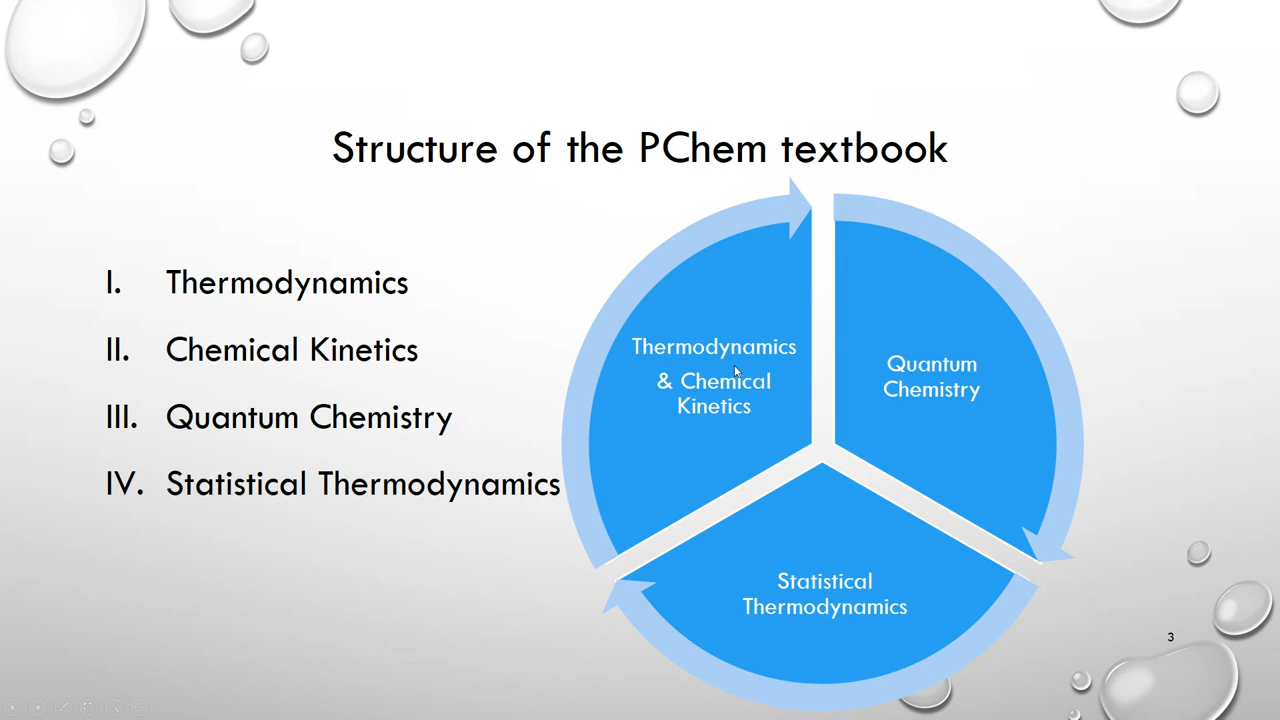 Structure of the PChem textbook
I. Thermodynamics
II. Chemical Kinetics
III. Quantum Chemistry
IV. Statistical Thermodynamics
Thermodynamics
& Chemical
Kinetics
Quantum
Chemistry
Statistical
Thermodynamics
3